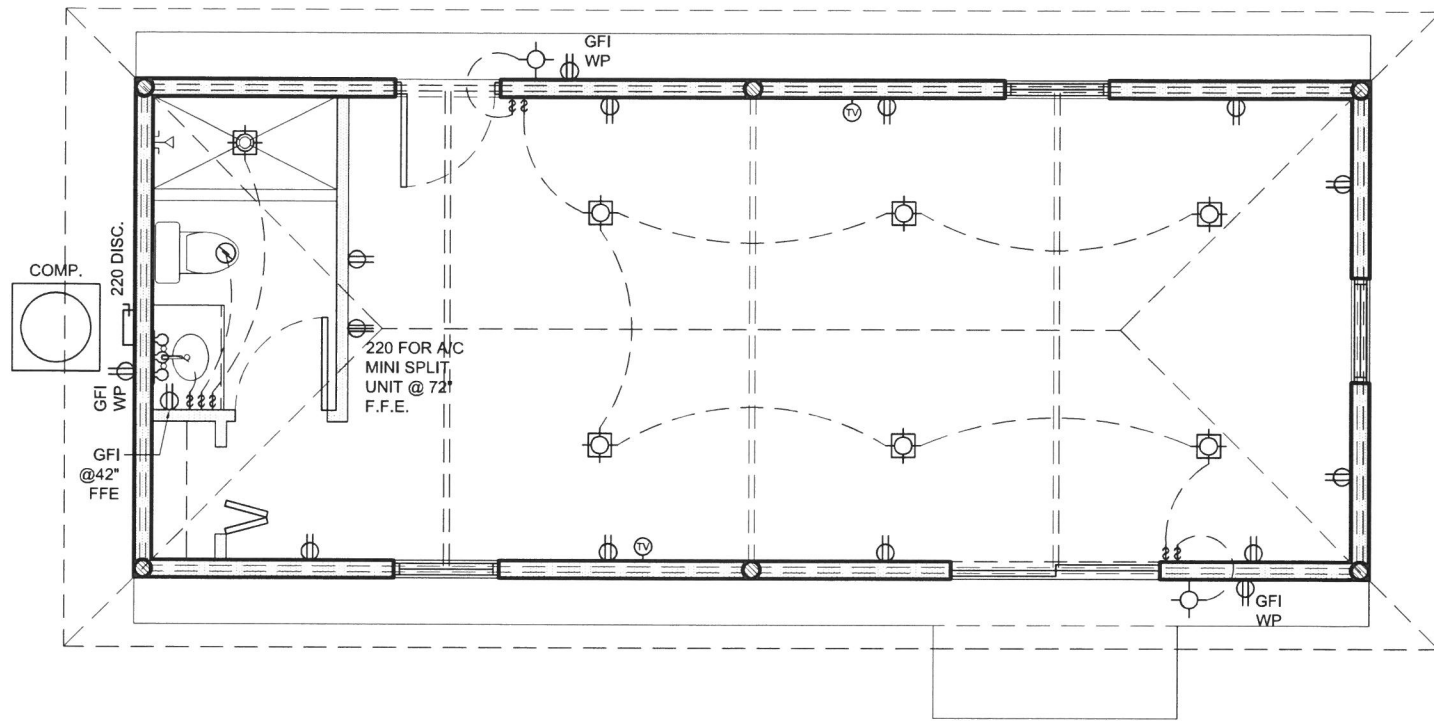 GFI
WP
TV
COMP.
220 DISC.
220 FOR A/C
MINI SPLIT
UNIT @ 72"
F.F.E.
GFI
WP
GFI
@42"
FFE
TV
GFI
WP